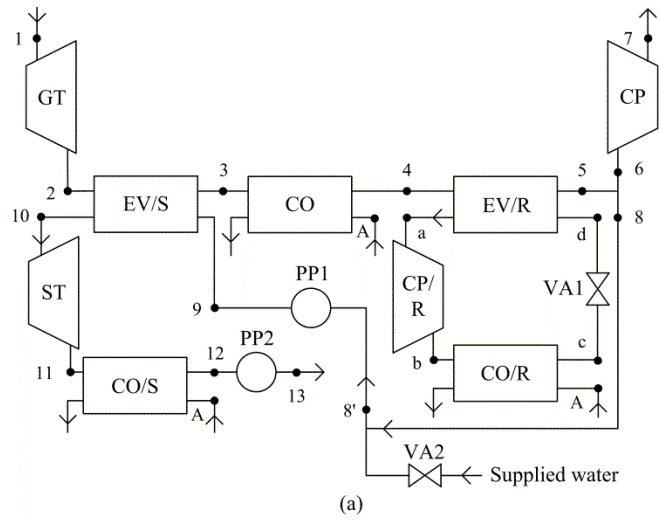 1
7
GT
CP
3
4
5
6
2
EV/S
CO
EV/R
8
10
A
a
d
ST
PP1
CP/
R
VA1
9
PP2
b
c
11
12
CO/S
13
CO/R
A
8'
A
VA2
Supplied water
(a)